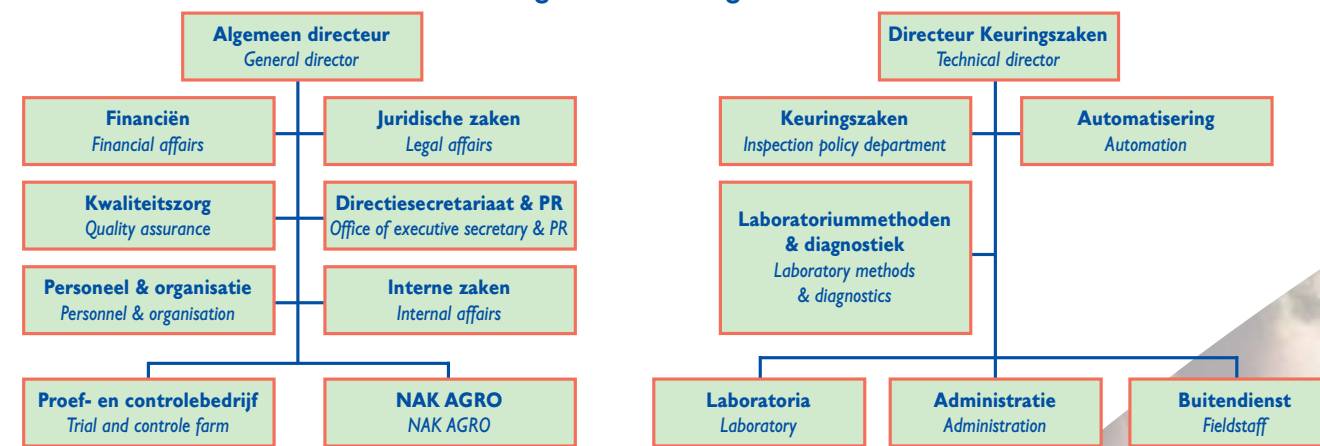 Algemeen directeur
General director
Directeur Keuringszaken
Technical director
Financiën
Financial affairs
Juridische zaken
Legal affairs
Keuringszaken
Inspection policy department
Automatisering
Automation
Kwaliteitszorg
Quality assurance
Directiesecretariaat & PR
Office of executive secretary & PR
Laboratoriummethoden
& diagnostiek
Laboratory methods
& diagnostics
Personeel & organisatie
Personnel & organisation
Interne zaken
Internal affairs
Proef- en controlebedrijf
Trial and controle farm
NAK AGRO
NAK AGRO
Laboratoria
Laboratory
Administratie
Administration
Buitendienst
Fieldstaff